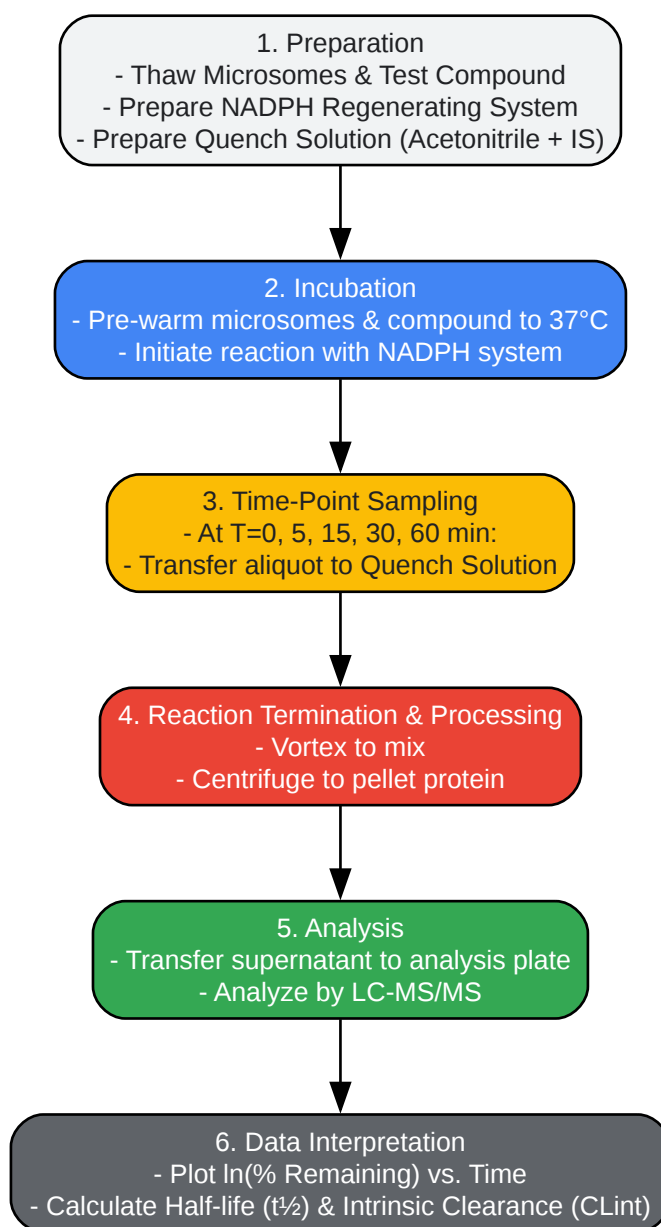 1. Preparation
- Thaw Microsomes & Test Compound
- Prepare NADPH Regenerating System
- Prepare Quench Solution (Acetonitrile + IS)
2. Incubation
- Pre-warm microsomes & compound to 37°C
- Initiate reaction with NADPH system
3. Time-Point Sampling
- At T=0, 5, 15, 30, 60 min:
- Transfer aliquot to Quench Solution
4. Reaction Termination & Processing
- Vortex to mix
- Centrifuge to pellet protein
5. Analysis
- Transfer supernatant to analysis plate
- Analyze by LC-MS/MS
6. Data Interpretation
- Plot ln(% Remaining) vs. Time
- Calculate Half-life (t½) & Intrinsic Clearance (CLint)